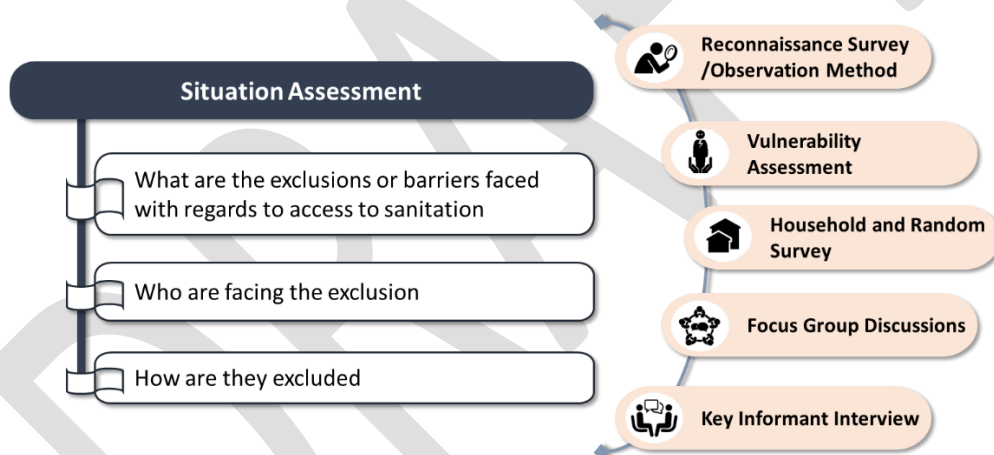 Situation Assessment
What are the exclusions or barriers faced
with regards to access to sanitation
Who are facing the exclusion
How are they excluded
Reconnaissance Survey
/Observation Method
Vulnerability
Assessment
Household and Random
Survey
Focus Group Discussions
Key Informant Interview